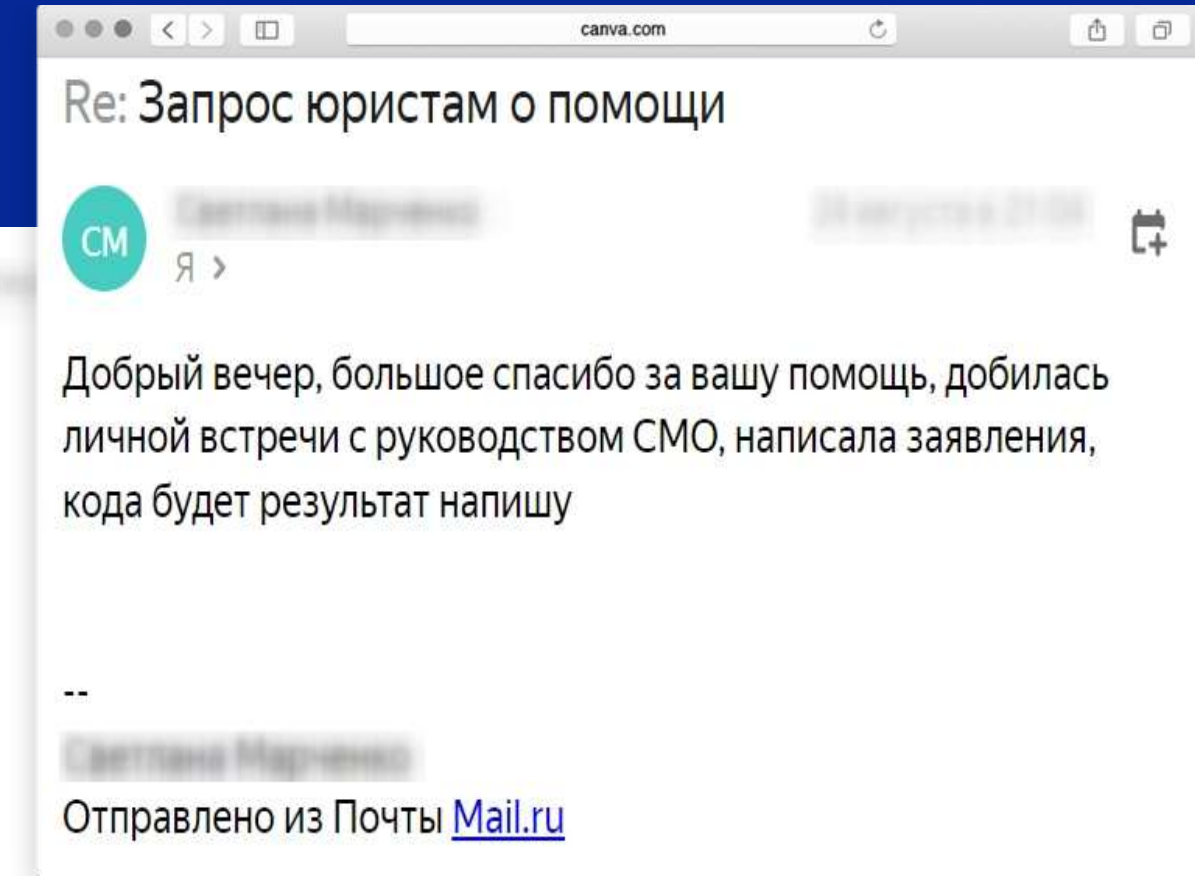 canva.com
Re: Запрос юристам о помощи
СМ
Я >
Добрый вечер, большое спасибо за вашу помощь, добилась
личной встречи с руководством СМО, написала заявления,
кода будет результат напишу
--
Отправлено из Почты Mail.ru